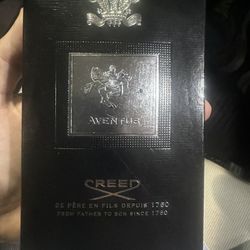 AVENTUS
CREED
DE PÈRE EN FILS DEPUIS 1760
FROM FATHER TO SON SINCE 1760